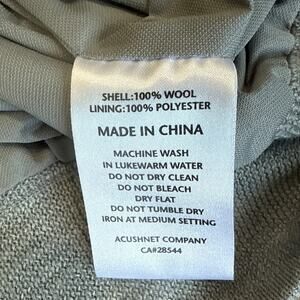 SHELL:100% WOOL
LINING:100% POLYESTER
MADE IN CHINA
MACHINE WASH
IN LUKEWARM WATER
DO NOT DRY CLEAN
DO NOT BLEACH
DRY FLAT
DO NOT TUMBLE DRY
IRON AT MEDIUM SETTING
ACUSHNET COMPANY
CA#28544